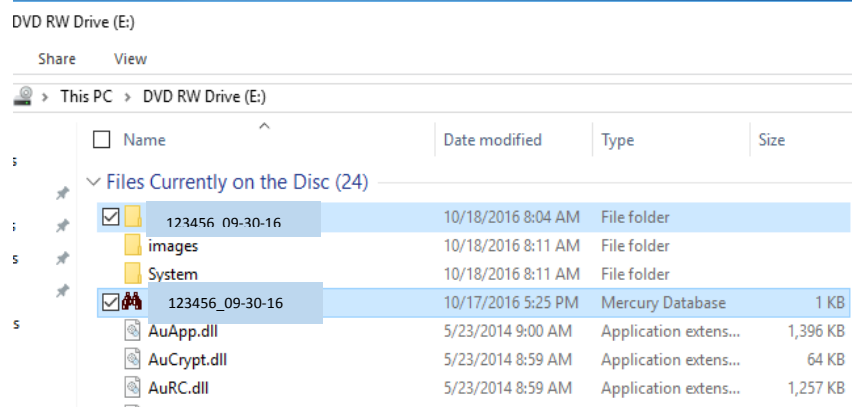 DVD RW Drive (E:)
Share View
This PC > DVD RW Drive (E:)
Name Date modified Type Size
Files Currently on the Disc (24)
123456_09-30-16 10/18/2016 8:04 AM File folder
images 10/18/2016 8:11 AM File folder
System 10/18/2016 8:11 AM File folder
123456_09-30-16 10/17/2016 5:25 PM Mercury Database 1 KB
AuApp.dll 5/23/2014 9:00 AM Application extens... 1,396 KB
AuCrypt.dll 5/23/2014 8:59 AM Application extens... 64 KB
AuRC.dll 5/23/2014 8:59 AM Application extens... 1,257 KB